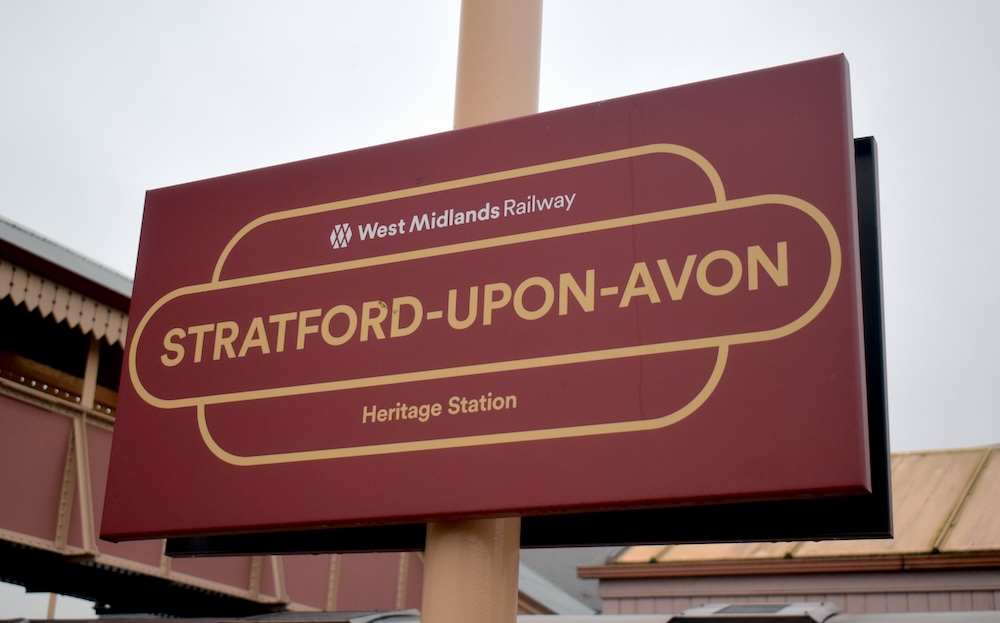 West Midlands Railway
STRATFORD-UPON-AVON
Heritage Station